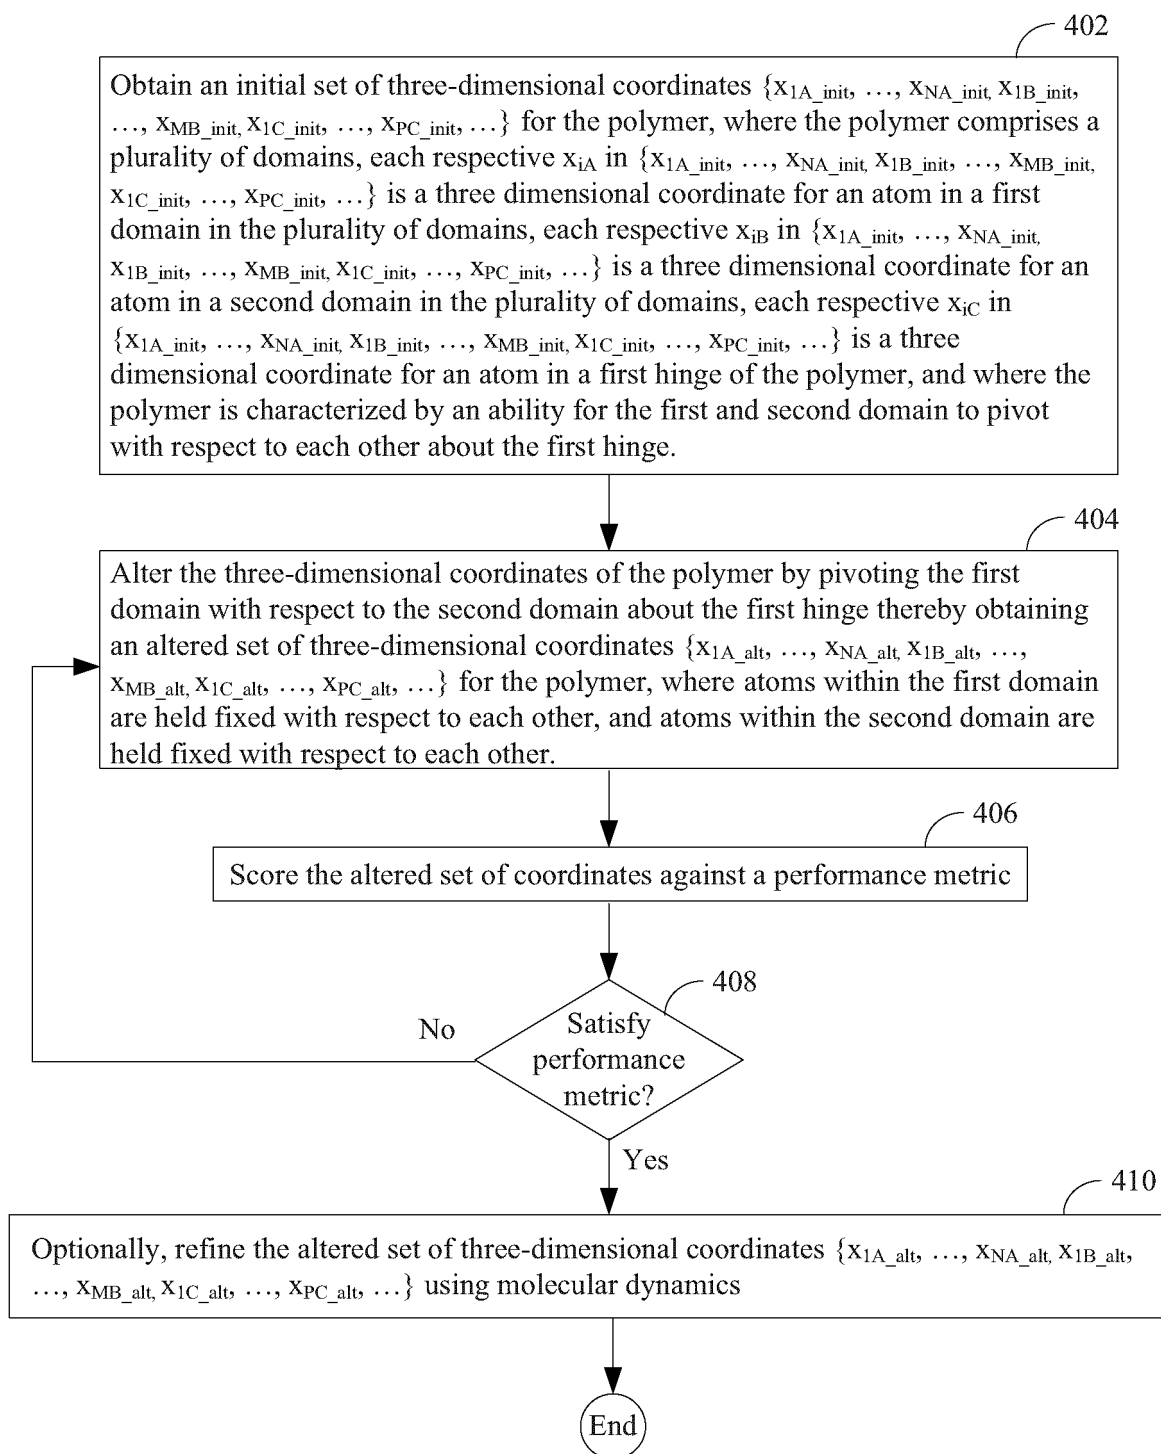 402
Obtain an initial set of three-dimensional coordinates {x1A_init, …, xNA_init, x1B_init,
…, xMB_init, x1C_init, …, xPC_init, …} for the polymer, where the polymer comprises a
plurality of domains, each respective xiA in {x1A_init, …, xNA_init, x1B_init, …, xMB_init,
x1C_init, …, xPC_init, …} is a three dimensional coordinate for an atom in a first
domain in the plurality of domains, each respective xiB in {x1A_init, …, xNA_init,
x1B_init, …, xMB_init, x1C_init, …, xPC_init, …} is a three dimensional coordinate for an
atom in a second domain in the plurality of domains, each respective xiC in
{x1A_init, …, xNA_init, x1B_init, …, xMB_init, x1C_init, …, xPC_init, …} is a three
dimensional coordinate for an atom in a first hinge of the polymer, and where the
polymer is characterized by an ability for the first and second domain to pivot
with respect to each other about the first hinge.
404
Alter the three-dimensional coordinates of the polymer by pivoting the first
domain with respect to the second domain about the first hinge thereby obtaining
an altered set of three-dimensional coordinates {x1A_alt, …, xNA_alt, x1B_alt, …,
xMB_alt, x1C_alt, …, xPC_alt, …} for the polymer, where atoms within the first domain
are held fixed with respect to each other, and atoms within the second domain are
held fixed with respect to each other.
406
Score the altered set of coordinates against a performance metric
408
No
Satisfy
performance
metric?
Yes
410
Optionally, refine the altered set of three-dimensional coordinates {x1A_alt, …, xNA_alt, x1B_alt,
…, xMB_alt, x1C_alt, …, xPC_alt, …} using molecular dynamics
End